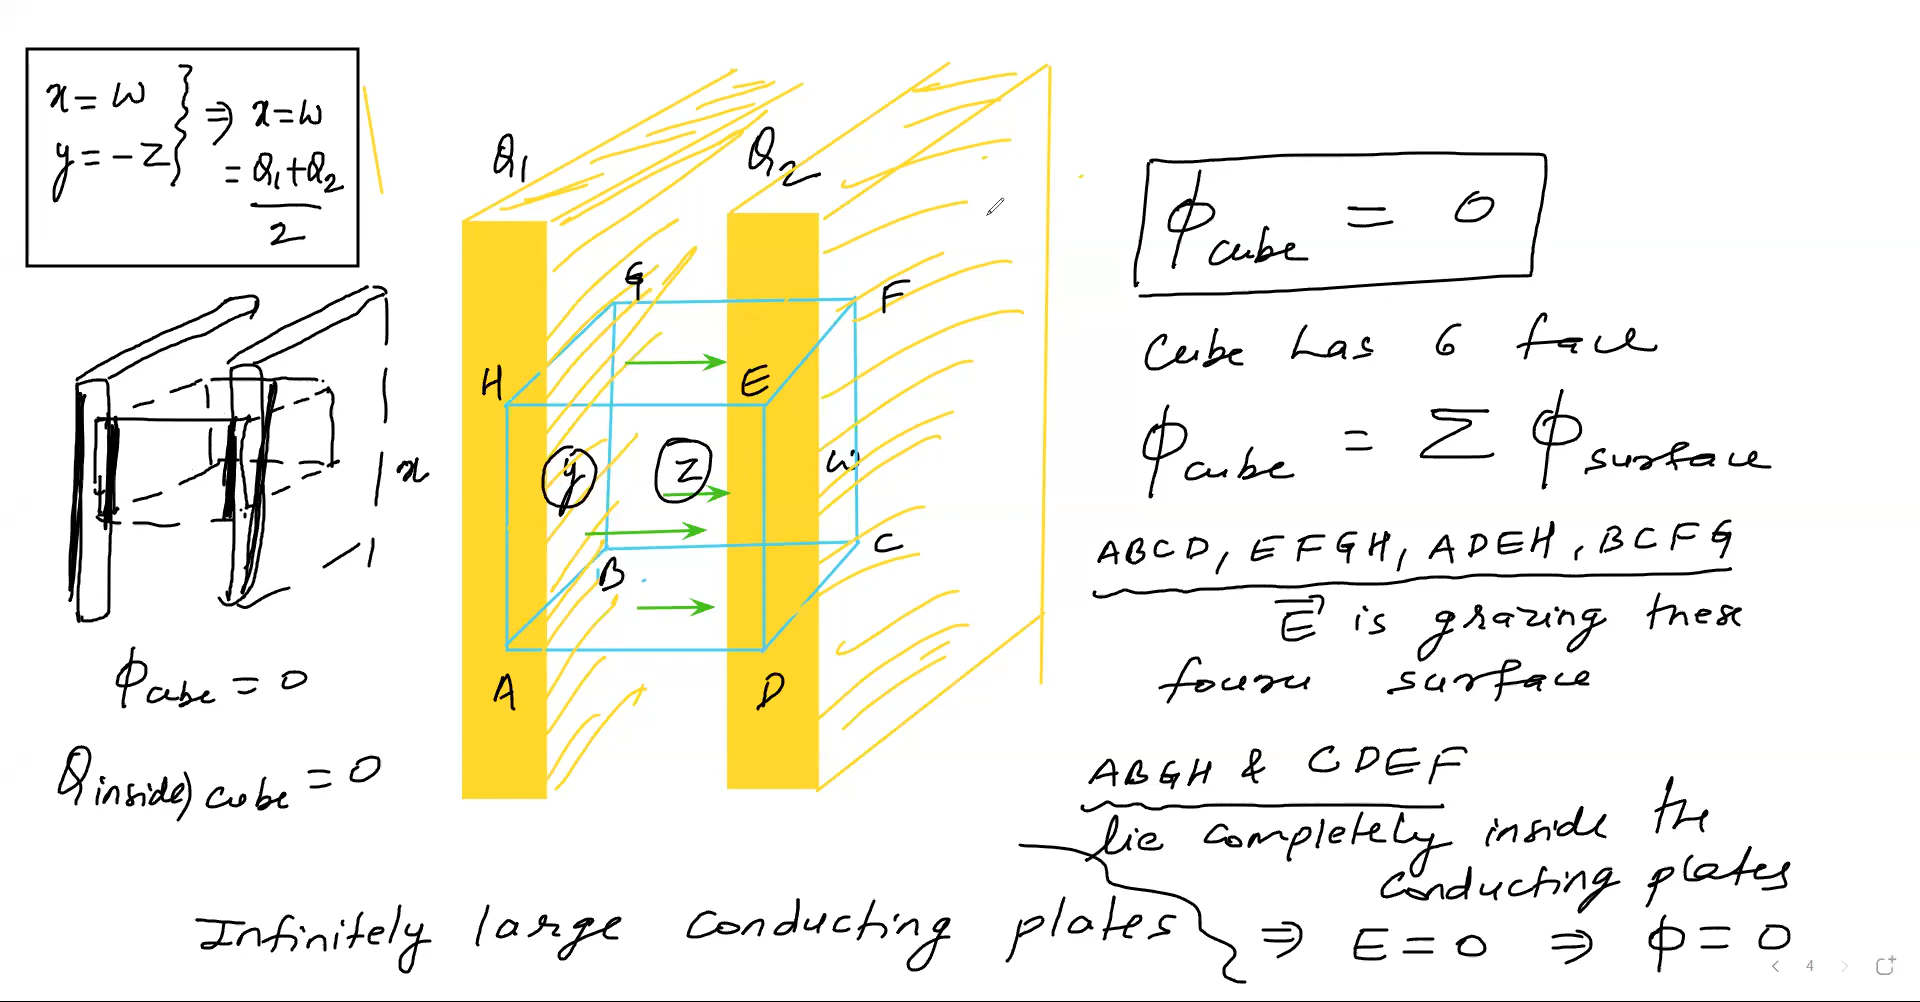 x = W
y = -Z } ⇒ x = W
= Q1+Q2
2
x
ϕcube = 0
Qinside) cube = 0
Q1
Q2
G
F
H
E
y
Z
W
B
C
A
D
Infinitely large conducting plates
ϕcube = 0
Cube has 6 face
ϕcube = Σ ϕsurface
ABCD, EFGH, ADEH, BCFG
E⃗ is grazing these
four surface
ABGH & CDEF
lie completely inside the
conducting plates
⇒ E = 0 ⇒ ϕ = 0
4